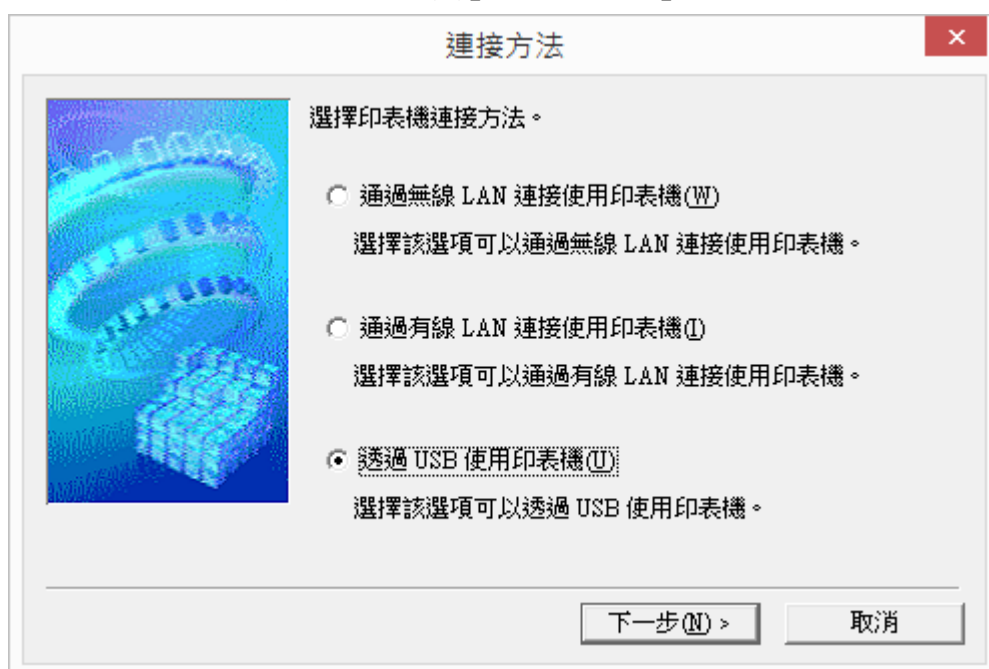 連接方法
選擇印表機連接方法。
通過無線 LAN 連接使用印表機(W)
選擇該選項可以通過無線 LAN 連接使用印表機。
通過有線 LAN 連接使用印表機(I)
選擇該選項可以通過有線 LAN 連接使用印表機。
透過 USB 使用印表機(U)
選擇該選項可以透過 USB 使用印表機。
下一步(N) >
取消